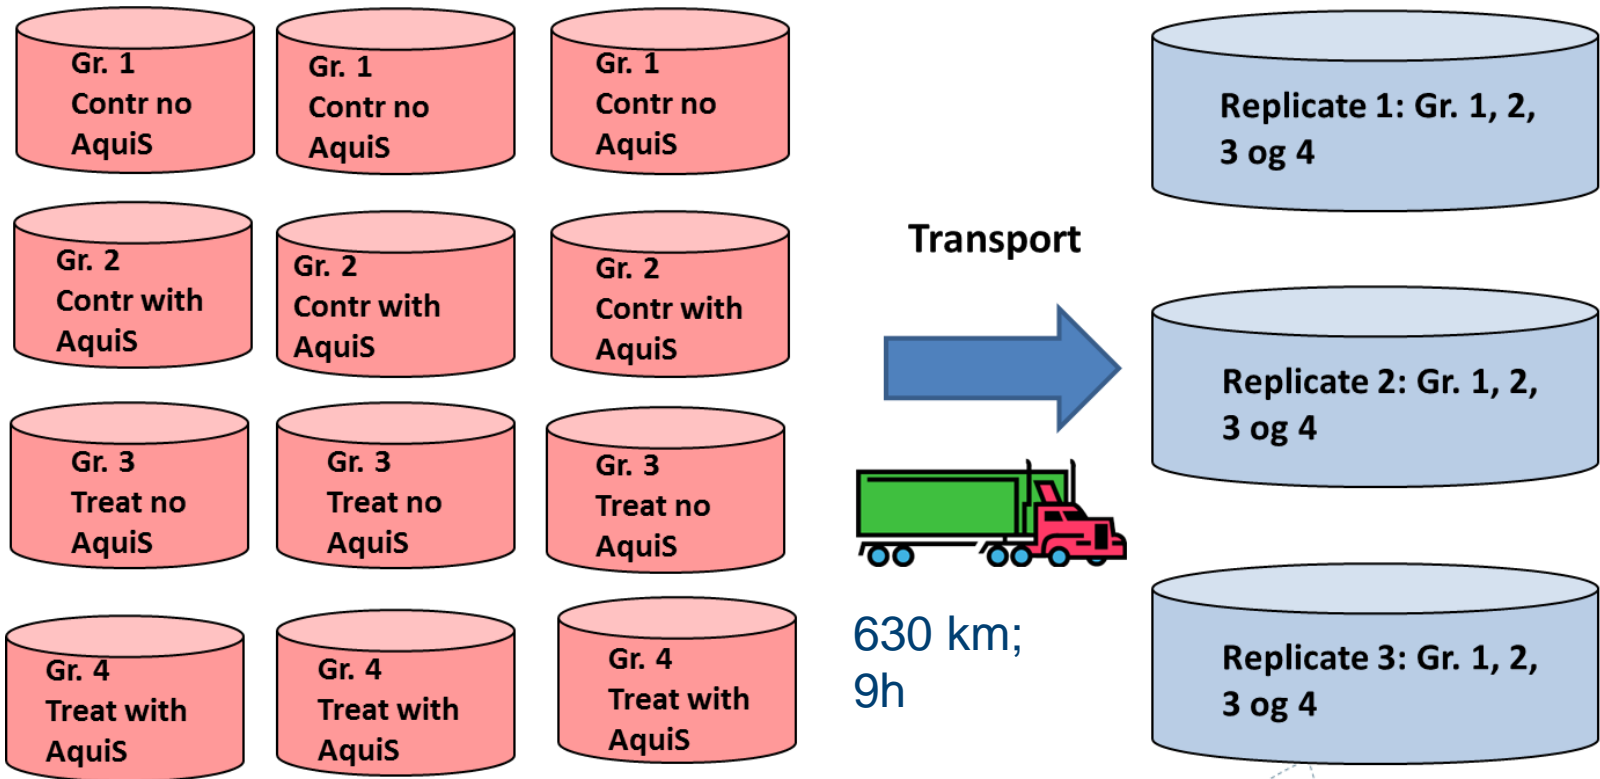 Gr. 1
Contr no
AquiS
Gr. 1
Contr no
AquiS
Gr. 1
Contr no
AquiS
Gr. 2
Contr with
AquiS
Gr. 2
Contr with
AquiS
Gr. 2
Contr with
AquiS
Gr. 3
Treat no
AquiS
Gr. 3
Treat no
AquiS
Gr. 3
Treat no
AquiS
Gr. 4
Treat with
AquiS
Gr. 4
Treat with
AquiS
Gr. 4
Treat with
AquiS
Transport
630 km;
9h
Replicate 1: Gr. 1, 2,
3 og 4
Replicate 2: Gr. 1, 2,
3 og 4
Replicate 3: Gr. 1, 2,
3 og 4